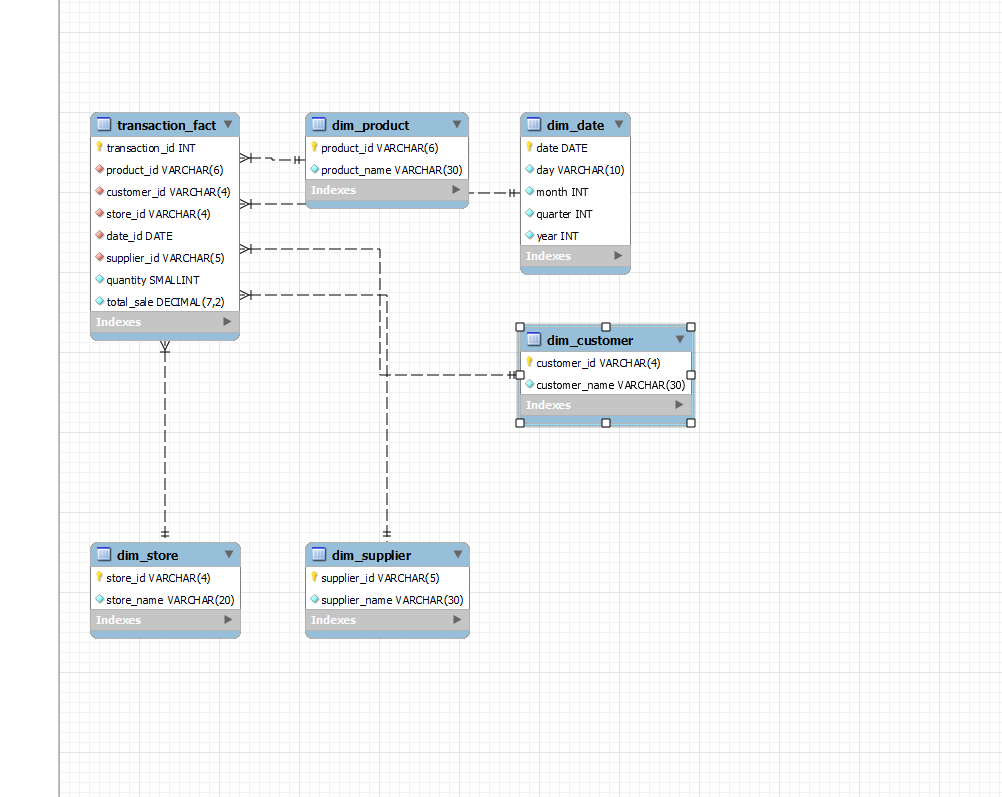 transaction_fact
transaction_id INT
product_id VARCHAR(6)
customer_id VARCHAR(4)
store_id VARCHAR(4)
date_id DATE
supplier_id VARCHAR(5)
quantity SMALLINT
total_sale DECIMAL(7,2)
Indexes
dim_product
product_id VARCHAR(6)
product_name VARCHAR(30)
Indexes
dim_date
date DATE
day VARCHAR(10)
month INT
quarter INT
year INT
Indexes
dim_customer
customer_id VARCHAR(4)
customer_name VARCHAR(30)
Indexes
dim_store
store_id VARCHAR(4)
store_name VARCHAR(20)
Indexes
dim_supplier
supplier_id VARCHAR(5)
supplier_name VARCHAR(30)
Indexes